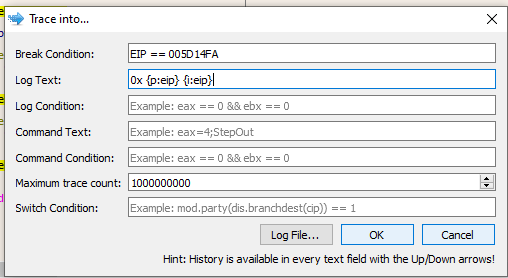 Trace into...
Break Condition: EIP == 005D14FA
Log Text: 0x {p:eip} {i:eip}
Log Condition: Example: eax == 0 && ebx == 0
Command Text: Example: eax=4;StepOut
Command Condition: Example: eax == 0 && ebx == 0
Maximum trace count: 1000000000
Switch Condition: Example: mod.party(dis.branchdest(cip)) == 1
Log File... OK Cancel
Hint: History is available in every text field with the Up/Down arrows!